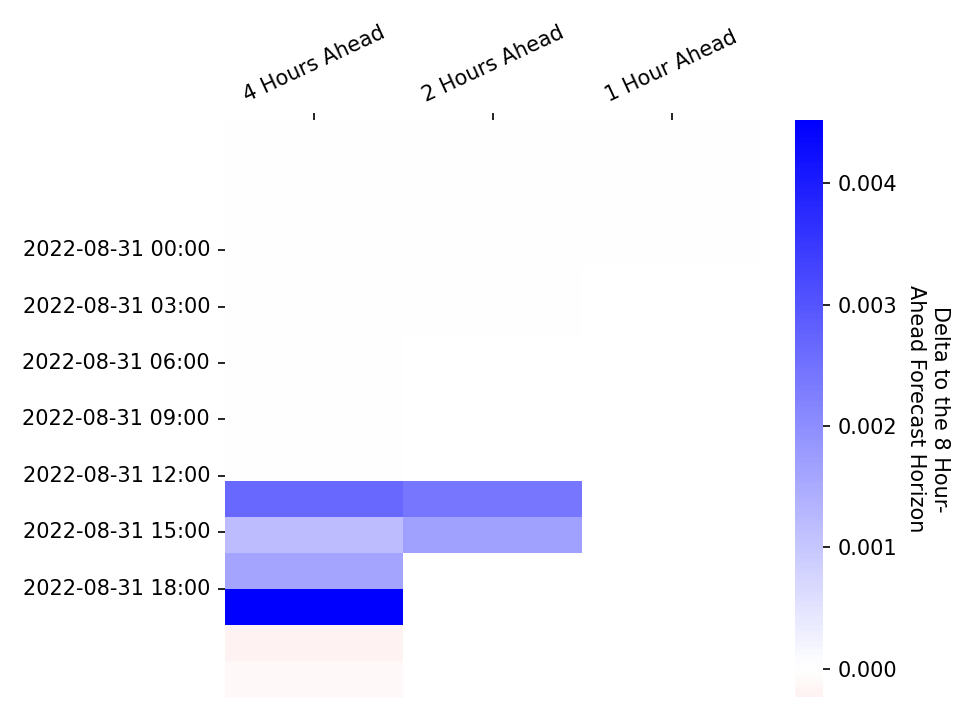 4 Hours Ahead
2 Hours Ahead
1 Hour Ahead
2022-08-31 00:00
2022-08-31 03:00
2022-08-31 06:00
2022-08-31 09:00
2022-08-31 12:00
2022-08-31 15:00
2022-08-31 18:00
0.004
0.003
0.002
0.001
0.000
Delta to the 8 Hour-
Ahead Forecast Horizon